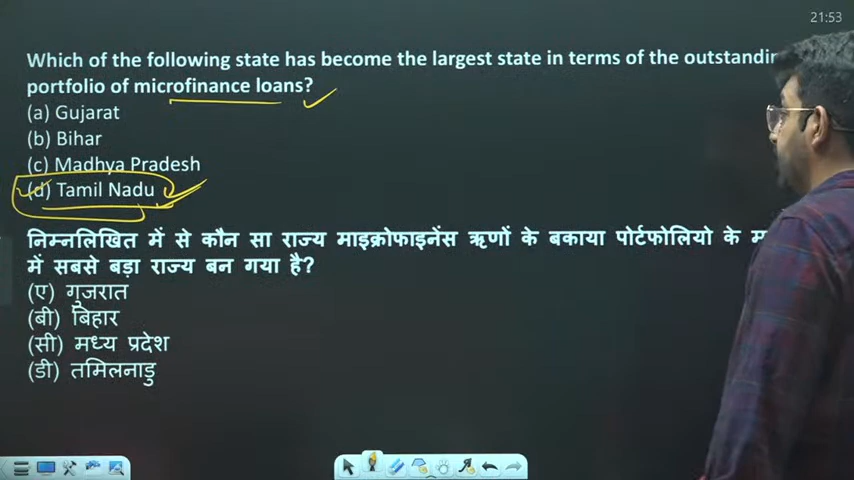 21:53
Which of the following state has become the largest state in terms of the
portfolio of microfinance loans?
(a) Gujarat
(b) Bihar
(c) Madhya Pradesh
(d) Tamil Nadu
निम्नलिखित में से कौन सा राज्य माइक्रोफाइनेंस ऋणों के बकाया पोर्टफोलियो के
में सबसे बड़ा राज्य बन गया है?
(ए) गुजरात
(बी) बिहार
(सी) मध्य प्रदेश
(डी) तमिलनाडु